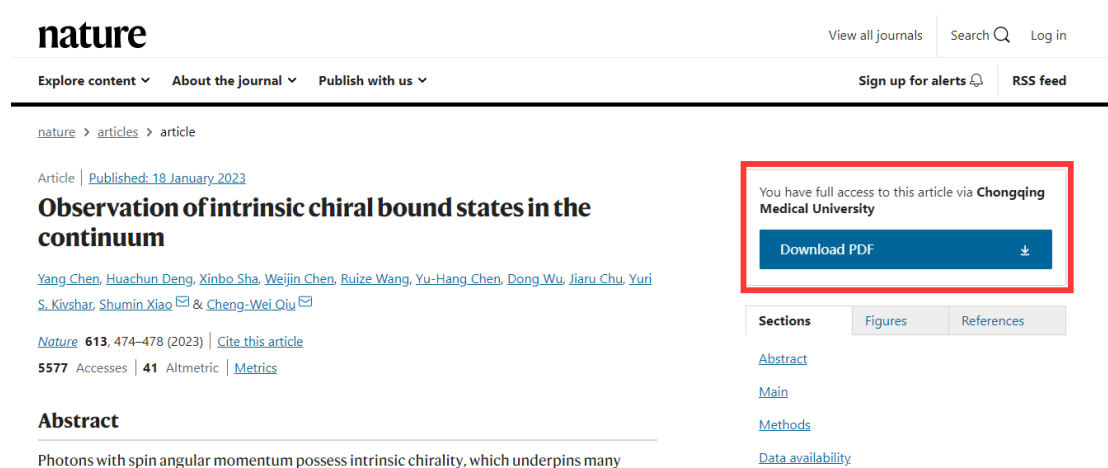 nature
View all journals Search Log in
Explore content About the journal Publish with us
Sign up for alerts RSS feed
nature > articles > article
Article | Published: 18 January 2023
Observation of intrinsic chiral bound states in the
continuum
Yang Chen, Huachun Deng, Xinbo Sha, Weijin Chen, Ruize Wang, Yu-Hang Chen, Dong Wu, Jiaru Chu, Yuri
S. Kivshar, Shumin Xiao & Cheng-Wei Qiu
Nature 613, 474–478 (2023) | Cite this article
5577 Accesses | 41 Altmetric | Metrics
Abstract
Photons with spin angular momentum possess intrinsic chirality, which underpins many
You have full access to this article via Chongqing
Medical University
Download PDF
Sections Figures References
Abstract
Main
Methods
Data availability